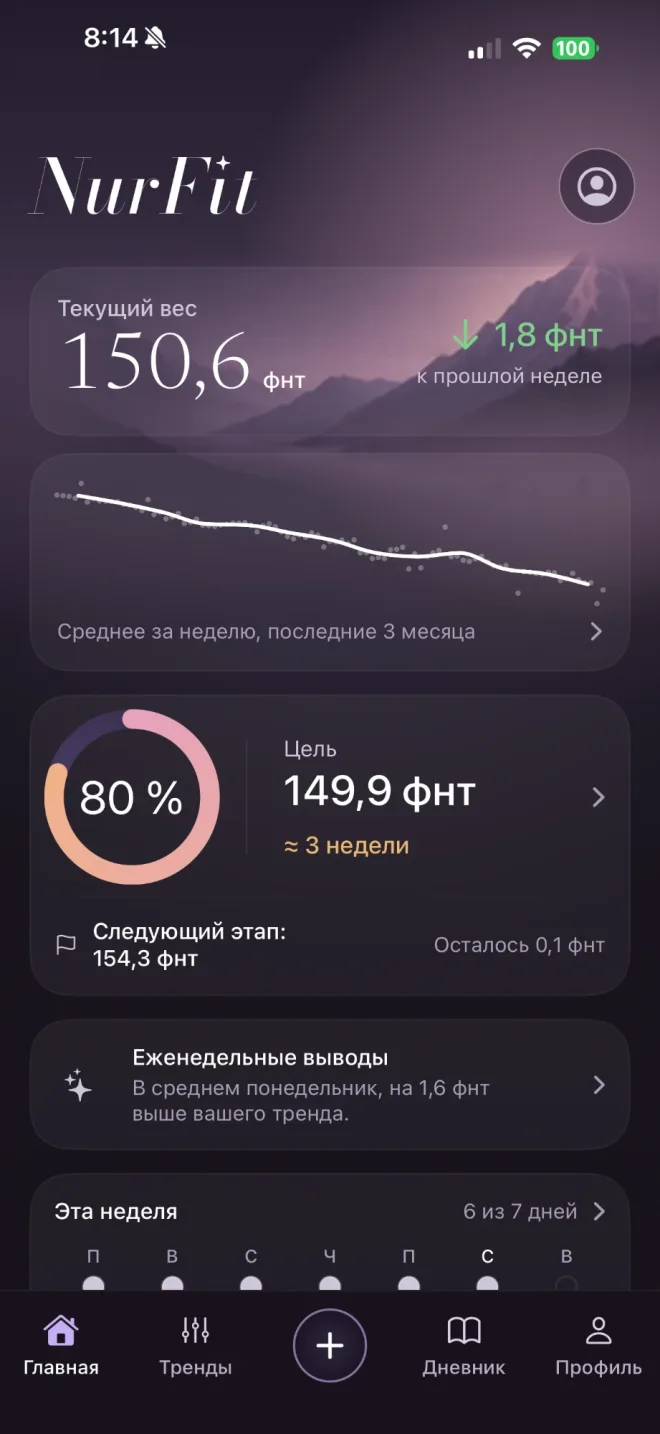 8:14
100
NurFit
Текущий вес
150,6 фнт
↓ 1,8 фнт
к прошлой неделе
Среднее за неделю, последние 3 месяца
80 %
Цель
149,9 фнт
≈ 3 недели
Следующий этап:
154,3 фнт
Осталось 0,1 фнт
Еженедельные выводы
В среднем понедельник, на 1,6 фнт
выше вашего тренда.
Эта неделя
6 из 7 дней
П В С Ч П С В
Главная
Тренды
Дневник
Профиль